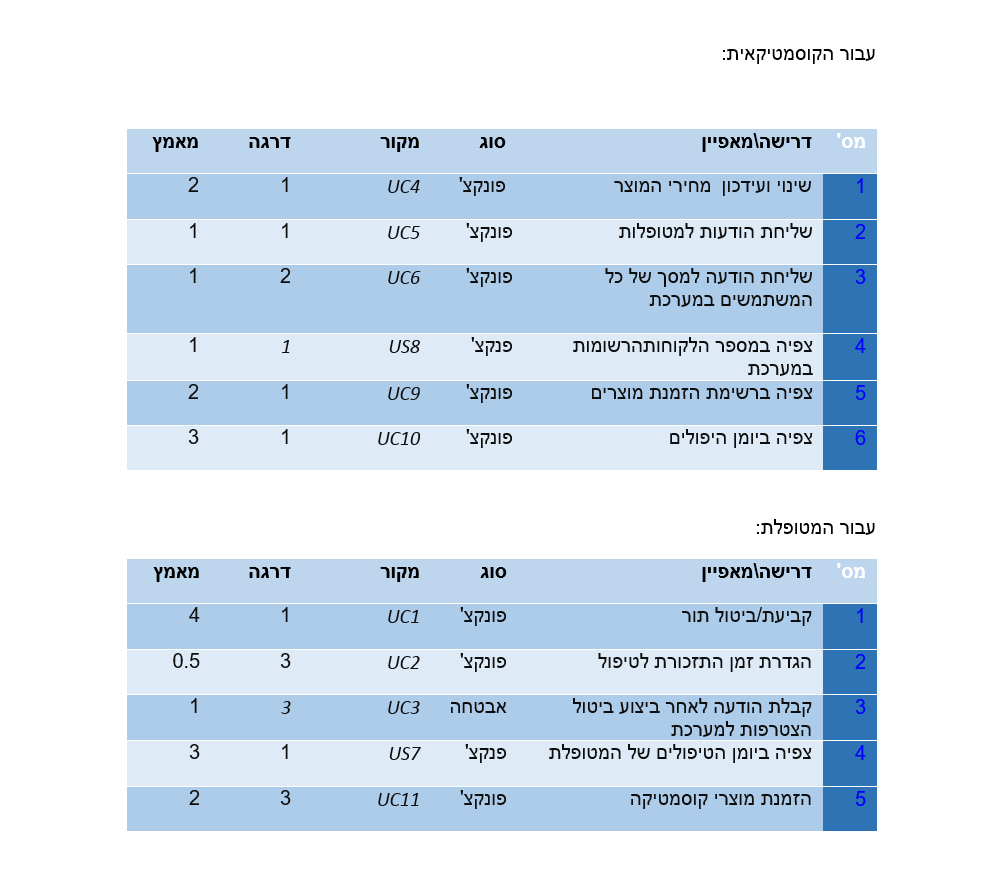 עבור הקוסמטיקאית:
מס' דרישה\מאפיין סוג מקור דרגה מאמץ
1 שינוי ועידכון מחירי המוצר פונקצ' UC4 1 2
2 שליחת הודעות למטופלות פונקצ' UC5 1 1
3 שליחת הודעה למסך של כל פונקצ' UC6 2 1
המשתמשים במערכת
4 צפיה במספר הלקוחותהרשומות פנקצ' US8 1 1
במערכת
5 צפיה ברשימת הזמנת מוצרים פונקצ' UC9 1 2
6 צפיה ביומן היפולים פונקצ' UC10 1 3
עבור המטופלת:
מס' דרישה\מאפיין סוג מקור דרגה מאמץ
1 קביעת/ביטול תור פונקצ' UC1 1 4
2 הגדרת זמן התזכורת לטיפול פונקצ' UC2 3 0.5
3 קבלת הודעה לאחר ביצוע ביטול אבטחה UC3 3 1
הצטרפות למערכת
4 צפיה ביומן הטיפולים של המטופלת פנקצ' US7 1 3
5 הזמנת מוצרי קוסמטיקה פונקצ' UC11 3 2